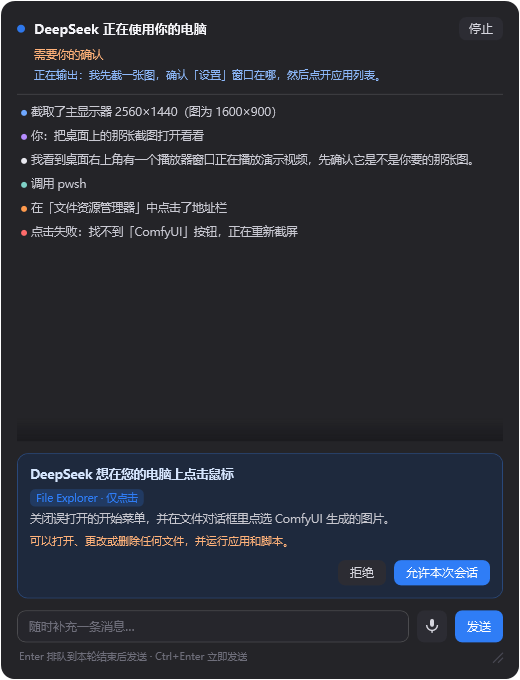 DeepSeek 正在使用你的电脑
停止
需要你的确认
正在输出：我先截一张图，确认「设置」窗口在哪，然后点开应用列表。
截取了主显示器 2560×1440（图为 1600×900）
你：把桌面上的那张截图打开看看
我看到桌面右上角有一个播放器窗口正在播放演示视频，先确认它是不是你要的那张图。
调用 pwsh
在「文件资源管理器」中点击了地址栏
点击失败：找不到「ComfyUI」按钮，正在重新截屏
DeepSeek 想在您的电脑上点击鼠标
File Explorer · 仅点击
关闭误打开的开始菜单，并在文件对话框里点选 ComfyUI 生成的图片。
可以打开、更改或删除任何文件，并运行应用和脚本。
拒绝
允许本次会话
随时补充一条消息...
发送
Enter 排队到本轮结束后发送 · Ctrl+Enter 立即发送